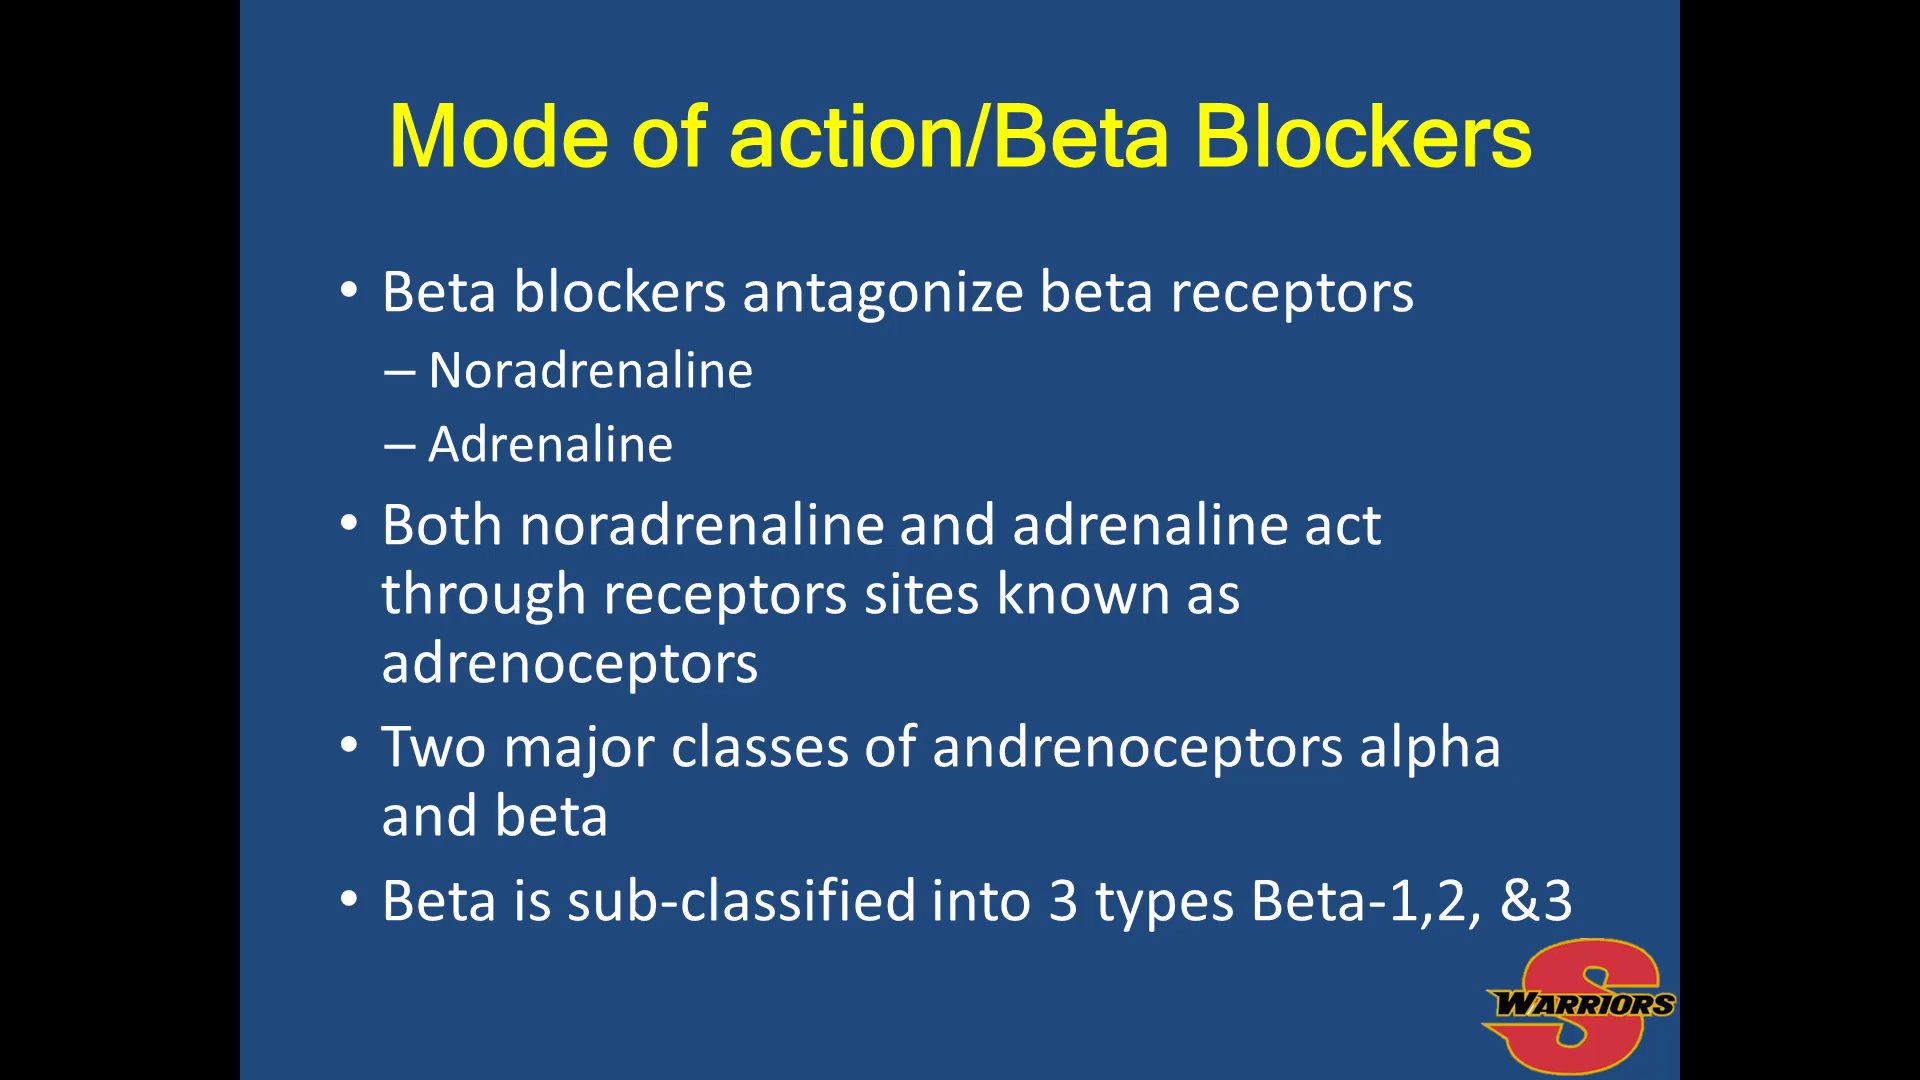 Mode of action/Beta Blockers
• Beta blockers antagonize beta receptors
– Noradrenaline
– Adrenaline
• Both noradrenaline and adrenaline act
through receptors sites known as
adrenoceptors
• Two major classes of andrenoceptors alpha
and beta
• Beta is sub-classified into 3 types Beta-1,2, &3
S
WARRIORS